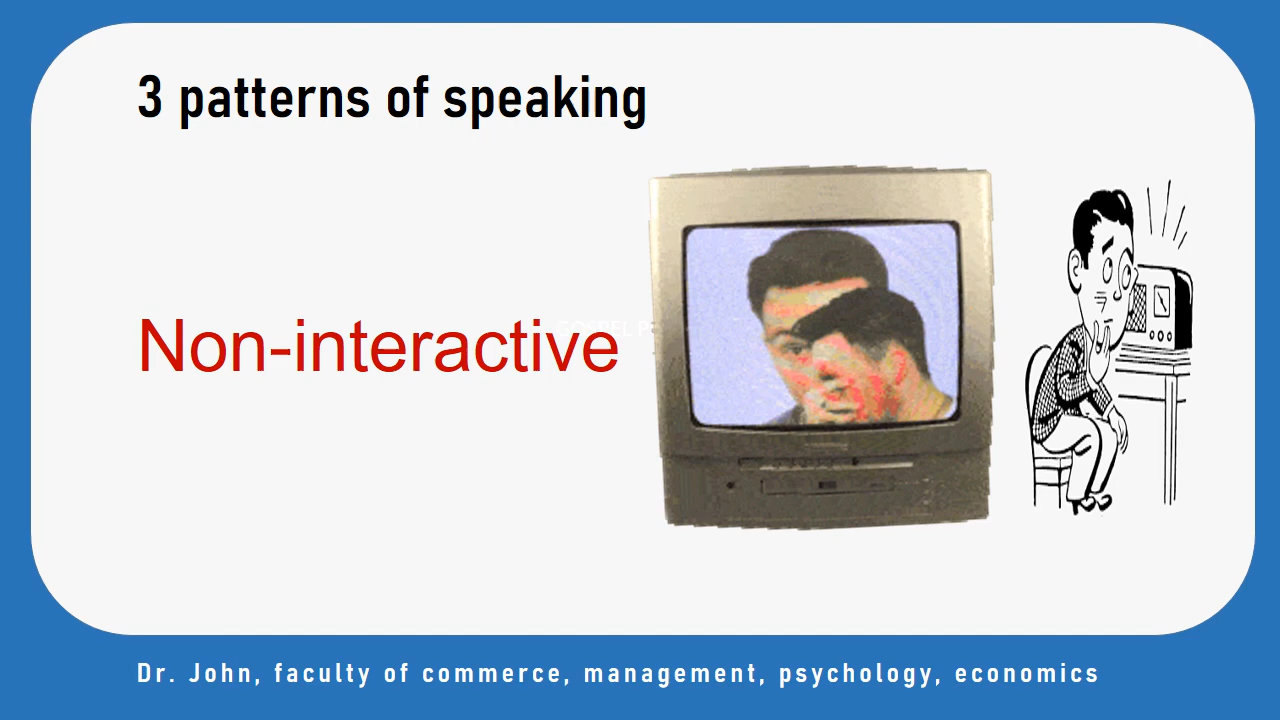 3 patterns of speaking
Non-interactive
Dr. John, faculty of commerce, management, psychology, economics